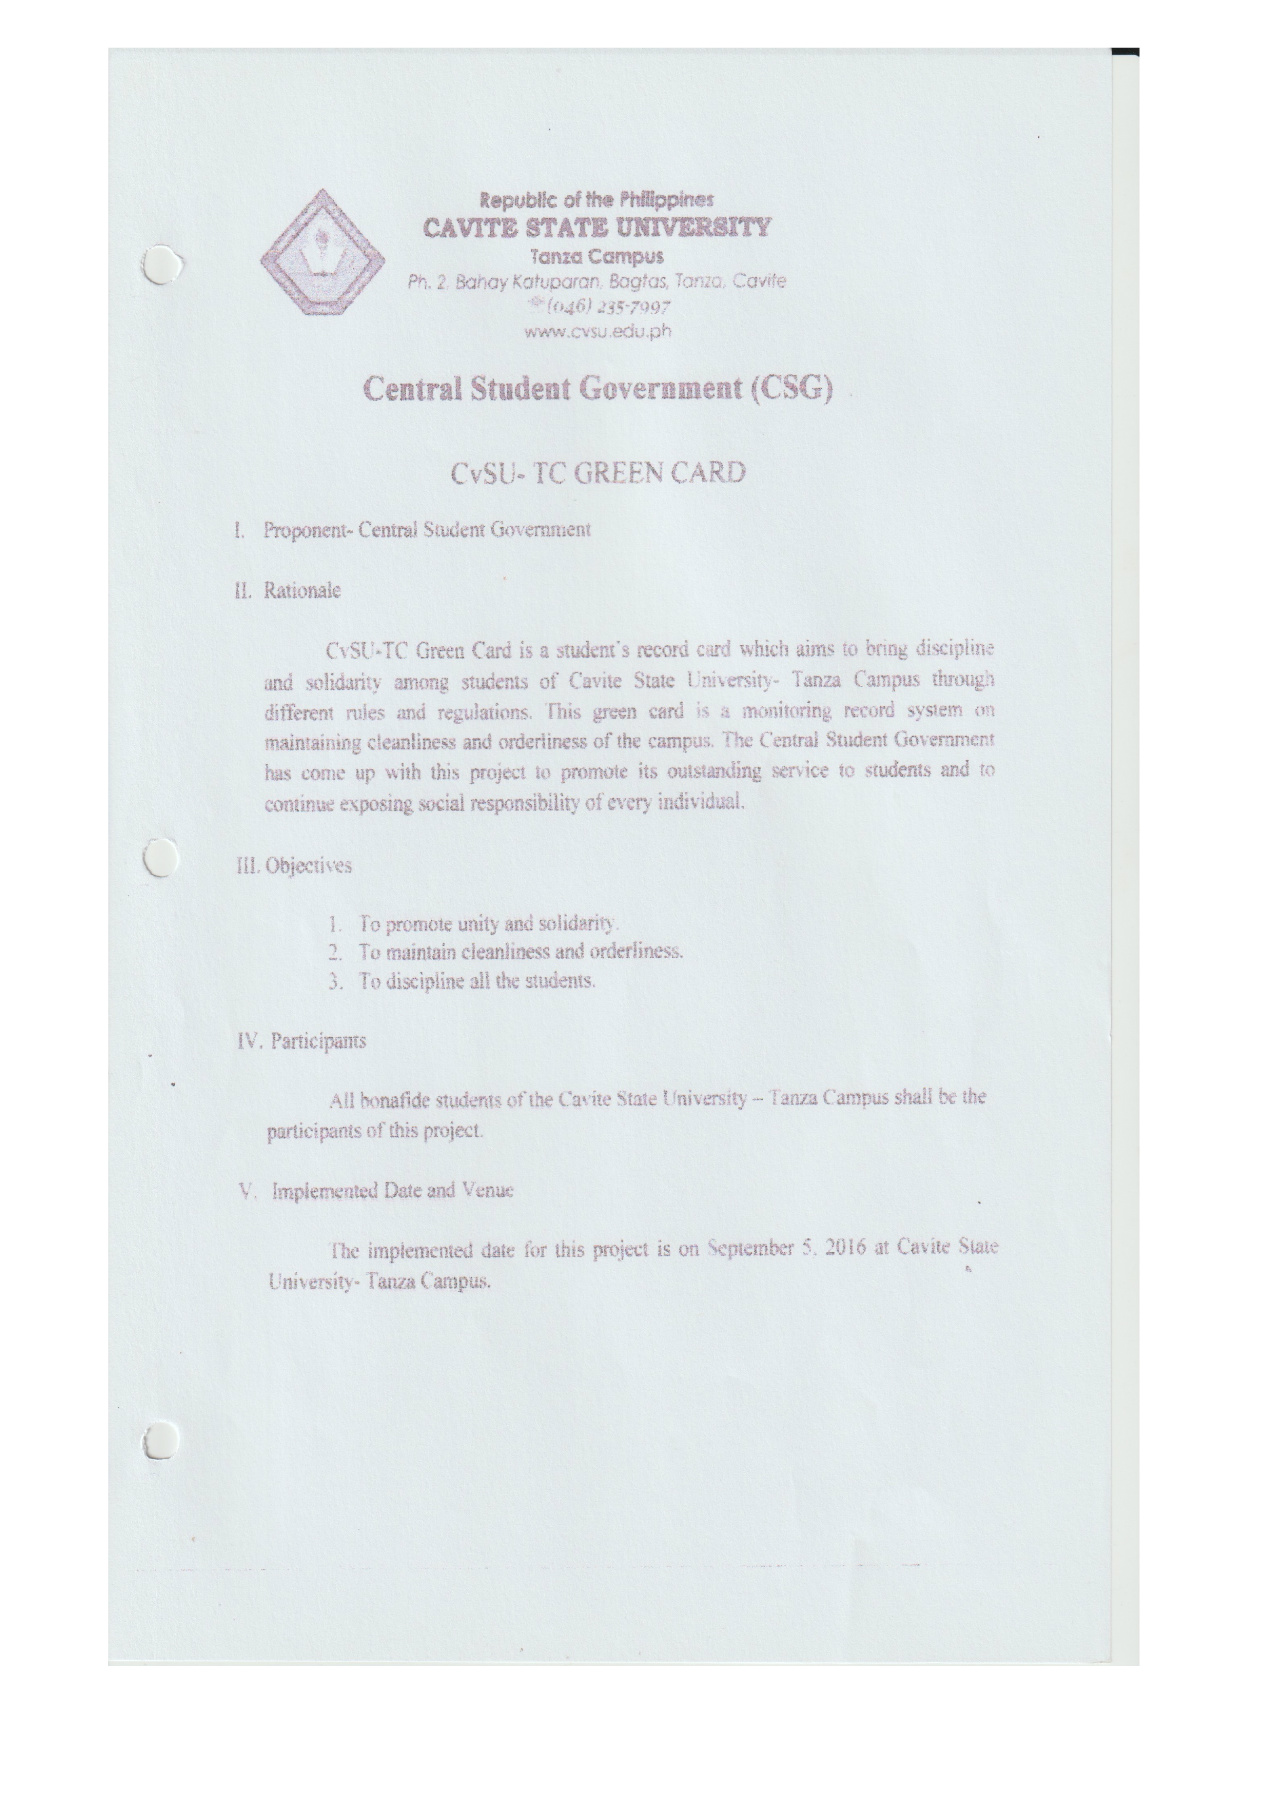 Republic of the Philippines
CAVITE STATE UNIVERSITY
Tanza Campus
Ph. 2, Bahay Katuparan, Bagtas, Tanza, Cavite
☎(046) 235-7997
www.cvsu.edu.ph
Central Student Government (CSG)
CvSU- TC GREEN CARD
I. Proponent- Central Student Government
II. Rationale
CvSU-TC Green Card is a student's record card which aims to bring discipline
and solidarity among students of Cavite State University- Tanza Campus through
different rules and regulations. This green card is a monitoring record system on
maintaining cleanliness and orderliness of the campus. The Central Student Government
has come up with this project to promote its outstanding service to students and to
continue exposing social responsibility of every individual.
III. Objectives
1. To promote unity and solidarity.
2. To maintain cleanliness and orderliness.
3. To discipline all the students.
IV. Participants
All bonafide students of the Cavite State University – Tanza Campus shall be the
participants of this project.
V. Implemented Date and Venue
The implemented date for this project is on September 5, 2016 at Cavite State
University- Tanza Campus.